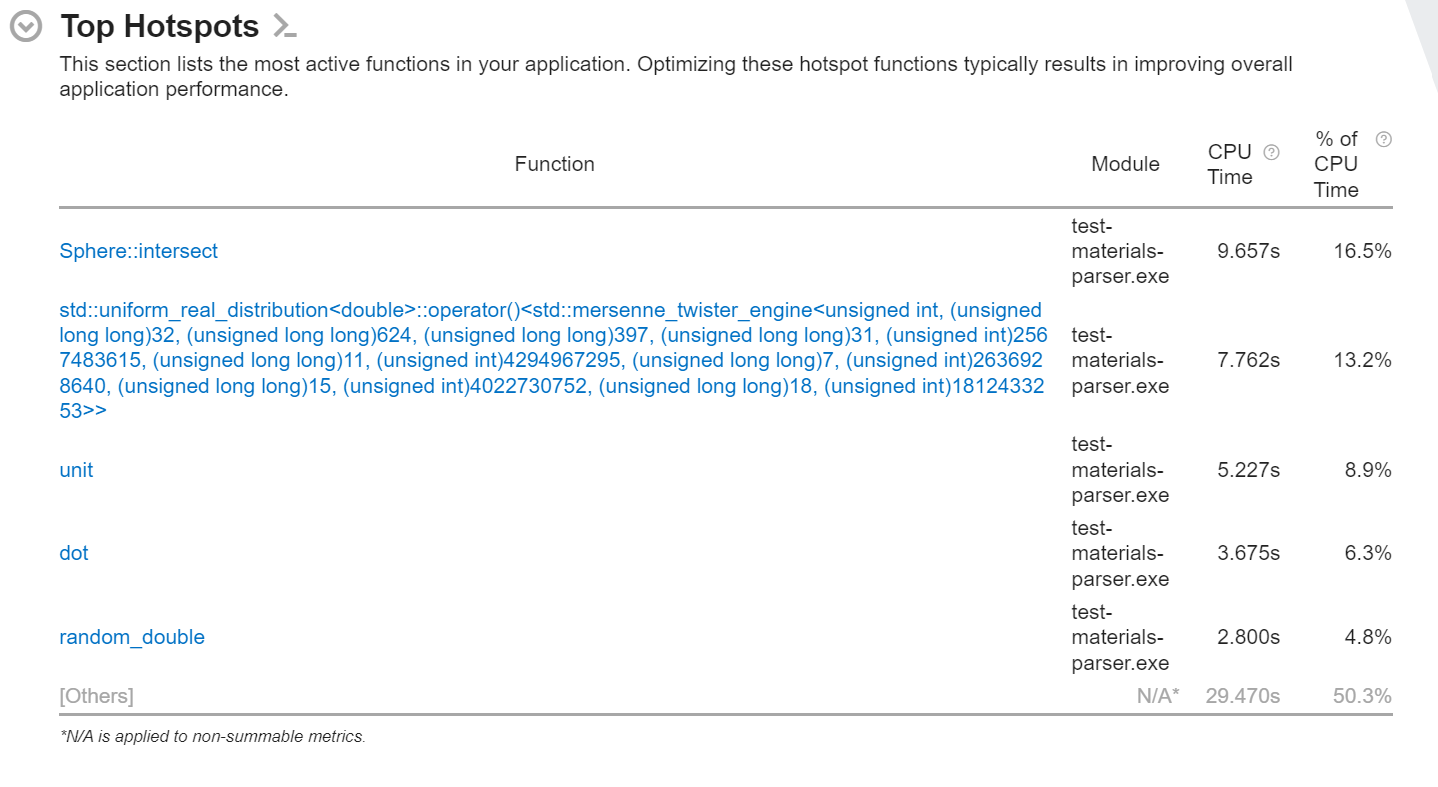 Top Hotspots
This section lists the most active functions in your application. Optimizing these hotspot functions typically results in improving overall
application performance.
Function Module CPU Time % of CPU Time
Sphere::intersect test-materials-parser.exe 9.657s 16.5%
std::uniform_real_distribution<double>::operator()<std::mersenne_twister_engine<unsigned int, (unsigned
long long)32, (unsigned long long)624, (unsigned long long)397, (unsigned long long)31, (unsigned int)256
7483615, (unsigned long long)11, (unsigned int)4294967295, (unsigned long long)7, (unsigned int)263692
8640, (unsigned long long)15, (unsigned int)4022730752, (unsigned long long)18, (unsigned int)18124332
53>>
test-materials-parser.exe 7.762s 13.2%
unit test-materials-parser.exe 5.227s 8.9%
dot test-materials-parser.exe 3.675s 6.3%
random_double test-materials-parser.exe 2.800s 4.8%
[Others] N/A* 29.470s 50.3%
*N/A is applied to non-summable metrics.